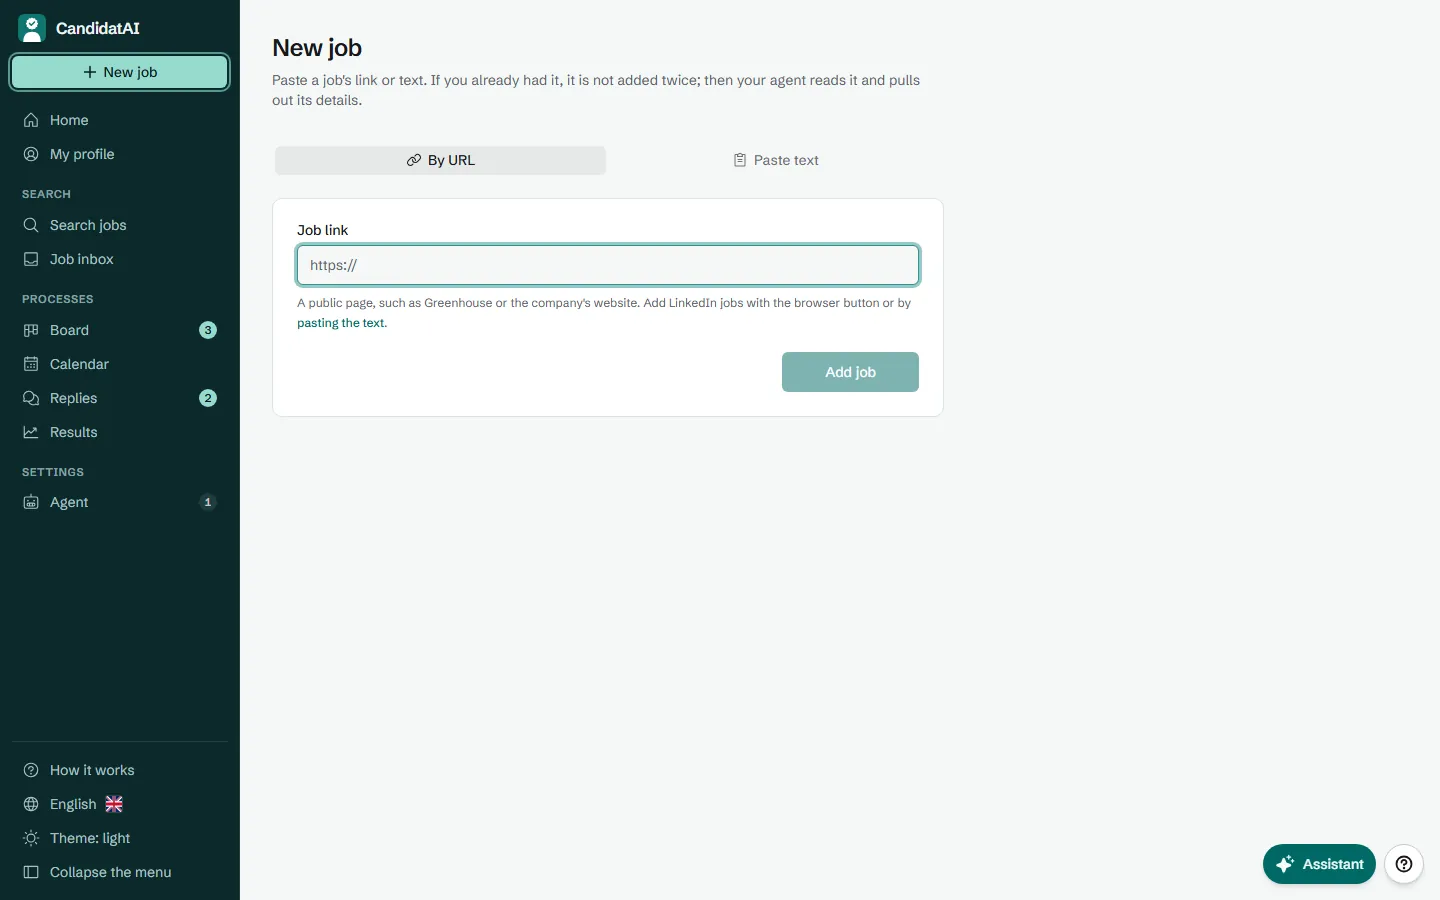 CandidatAI
New job
Home
My profile
SEARCH
Search jobs
Job inbox
PROCESSES
Board 3
Calendar
Replies 2
Results
SETTINGS
Agent 1
How it works
English
Theme: light
Collapse the menu
New job
Paste a job's link or text. If you already had it, it is not added twice; then your agent reads it and pulls
out its details.
By URL
Paste text
Job link
https://
A public page, such as Greenhouse or the company's website. Add LinkedIn jobs with the browser button or by
pasting the text.
Add job
Assistant